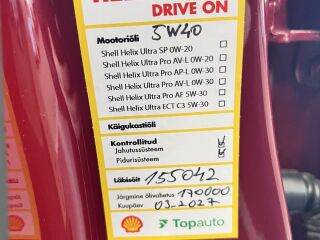 DRIVE ON
Mootoriõli 5W40
Shell Helix Ultra SP 0W-20
Shell Helix Ultra Pro AV-L 0W-20
Shell Helix Ultra Pro AP-L 0W-30
Shell Helix Ultra Pro AV-L 0W-30
Shell Helix Ultra Pro AF 5W-30
Shell Helix Ultra ECT C3 5W-30
Käigukastiõli
Kontrollitud
Jahutussüsteem
Pidurisüsteem
Läbisõit 155042
Järgmine õlivahetus 170000
Kuupäev 03.2027
Topauto